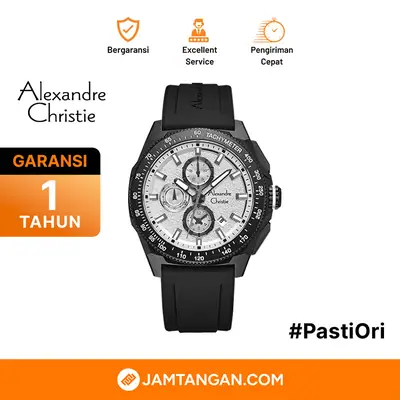 Bergaransi
Excellent
Service
Pengiriman
Cepat
Alexandre
Christie
GARANSI
1
TAHUN
TACHYMETER
Alexandre
Christie
#PastiOri
JAMTANGAN.COM